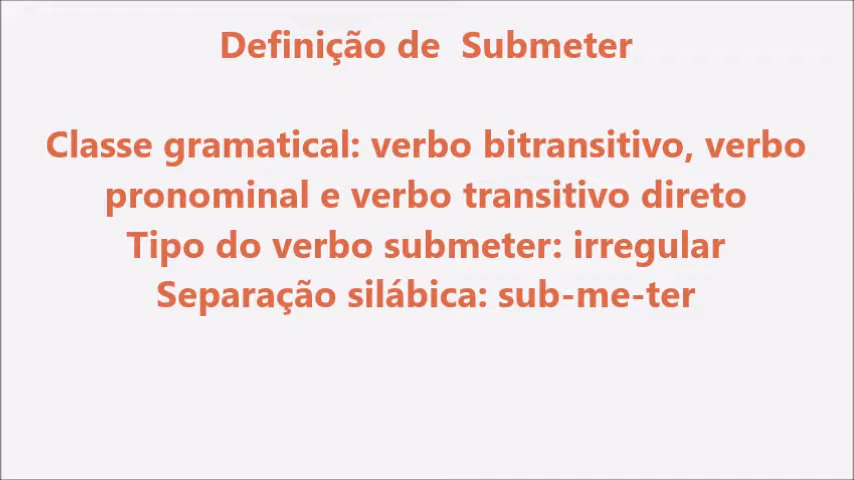 Definição de  Submeter
Classe gramatical: verbo bitransitivo, verbo
pronominal e verbo transitivo direto
Tipo do verbo submeter: irregular
Separação silábica: sub-me-ter